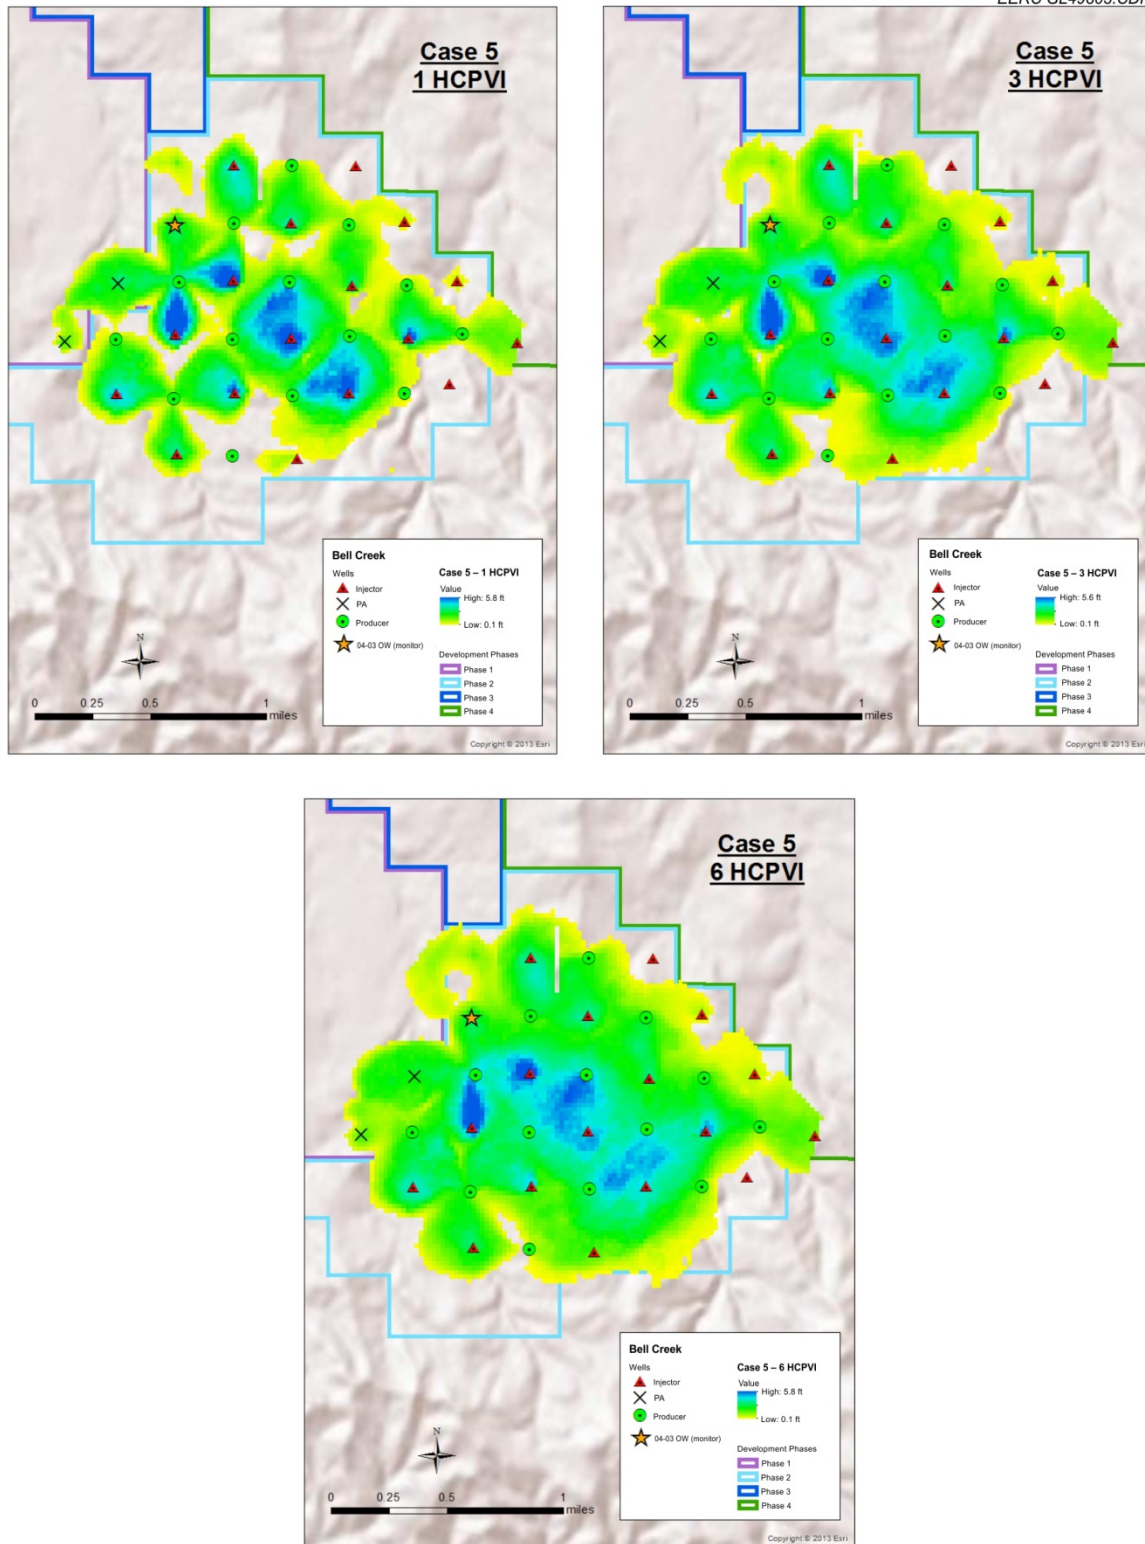 Case 5
1 HCPVI
Bell Creek
Wells
Injector
PA
Producer
04-03 OW (monitor)
Case 5 – 1 HCPVI
Value
High: 5.8 ft
Low: 0.1 ft
Development Phases
Phase 1
Phase 2
Phase 3
Phase 4
N
0 0.25 0.5 1
miles
Copyright © 2013 Esri
Case 5
3 HCPVI
Bell Creek
Wells
Injector
PA
Producer
04-03 OW (monitor)
Case 5 – 3 HCPVI
Value
High: 5.6 ft
Low: 0.1 ft
Development Phases
Phase 1
Phase 2
Phase 3
Phase 4
N
0 0.25 0.5 1
miles
Copyright © 2013 Esri
Case 5
6 HCPVI
Bell Creek
Wells
Injector
PA
Producer
04-03 OW (monitor)
Case 5 – 6 HCPVI
Value
High: 5.8 ft
Low: 0.1 ft
Development Phases
Phase 1
Phase 2
Phase 3
Phase 4
N
0 0.25 0.5 1
miles
Copyright © 2013 Esri